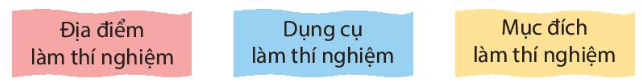 Địa điểm
làm thí nghiệm
Dụng cụ
làm thí nghiệm
Mục đích
làm thí nghiệm